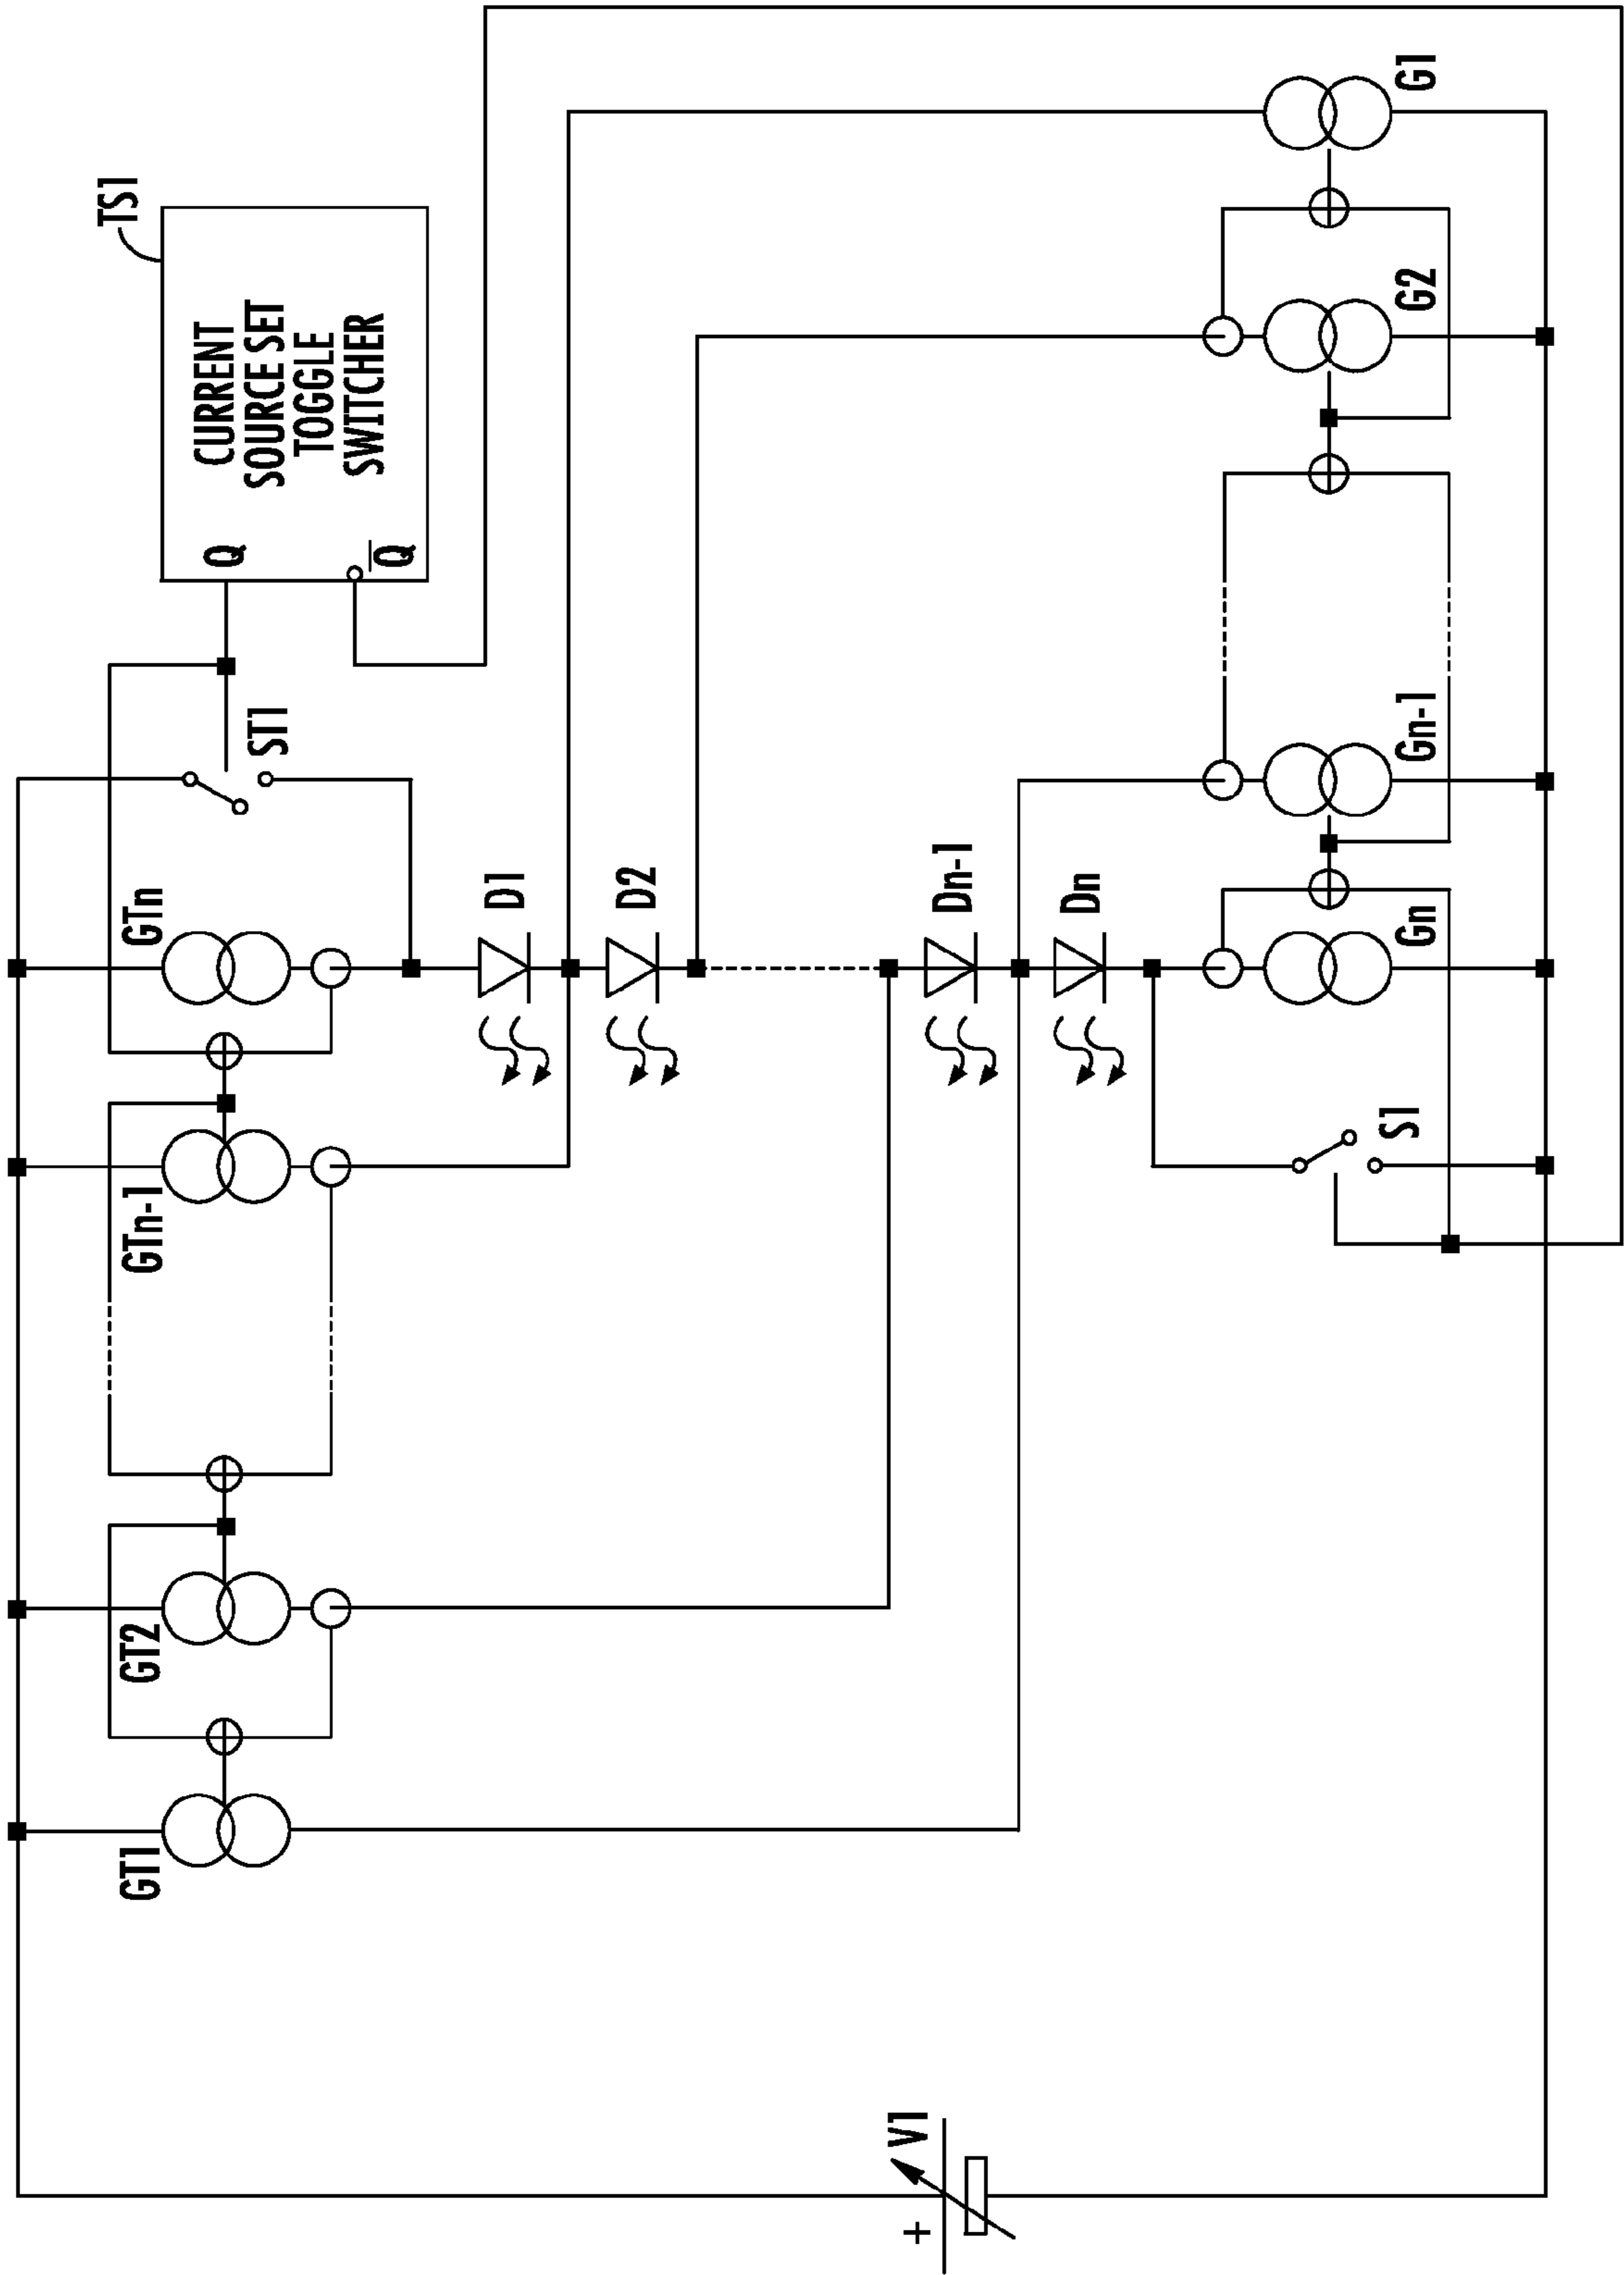 TS1
CURRENT
SOURCE SET
TOGGLE
SWITCHER
Q
Q̅
ST1
GTn
GTn-1
GT2
GT1
D1
D2
Dn-1
Dn
G1
G2
Gn-1
Gn
S1
V1
+